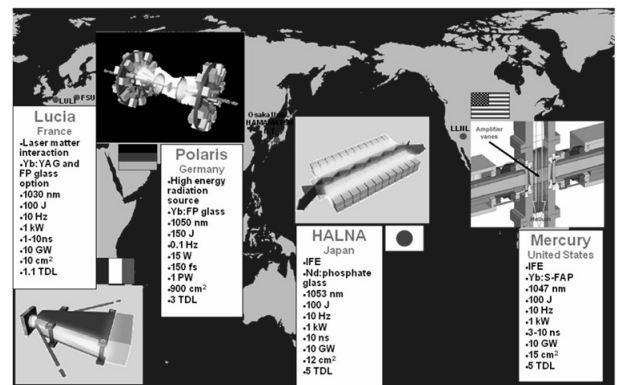 LULI
FSU
Osaka
LLNL
Lucia
France
•Laser matter
interaction
•Yb:YAG and
FP glass
option
•1030 nm
•100 J
•10 Hz
•1 kW
•1-10ns
•10 GW
•10 cm²
•1.1 TDL
Polaris
Germany
•High energy
radiation
source
•Yb:FP glass
•1050 nm
•150 J
•0.1 Hz
•15 W
•150 fs
•1 PW
•900 cm²
•3 TDL
HALNA
Japan
•IFE
•Nd:phosphate
glass
•1053 nm
•100 J
•10 Hz
•1 kW
•10 ns
•10 GW
•12 cm²
•5 TDL
Amplifier
vanes
Helium
Mercury
United States
•IFE
•Yb:S-FAP
•1047 nm
•100 J
•10 Hz
•1 kW
•3-10 ns
•10 GW
•15 cm²
•5 TDL